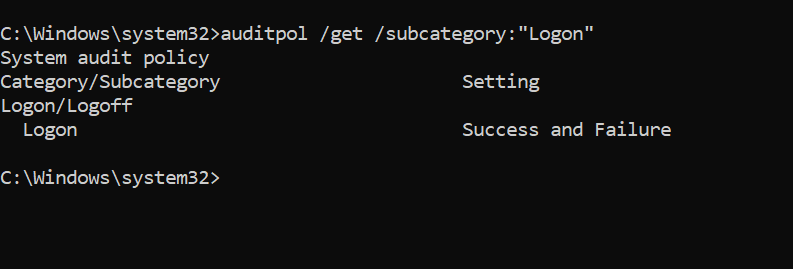 C:\Windows\system32>auditpol /get /subcategory:"Logon"
System audit policy
Category/Subcategory                      Setting
Logon/Logoff
  Logon                                   Success and Failure
C:\Windows\system32>